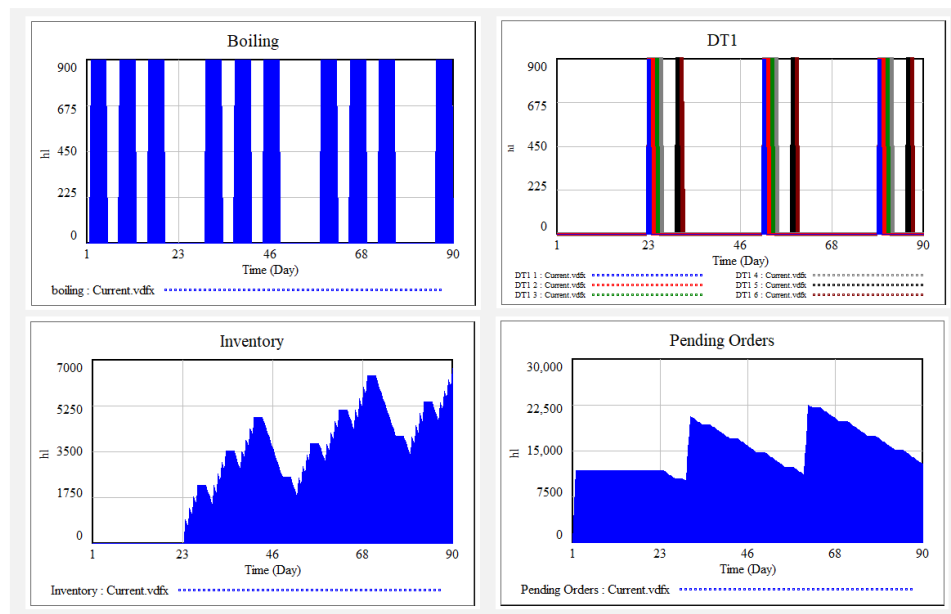 Boiling
900
675
450
225
0
hl
1 23 46 68 90
Time (Day)
boiling : Current.vdfx
DT1
900
675
450
225
0
hl
1 23 46 68 90
Time (Day)
DT1 1 : Current.vdfx DT1 4 : Current.vdfx
DT1 2 : Current.vdfx DT1 5 : Current.vdfx
DT1 3 : Current.vdfx DT1 6 : Current.vdfx
Inventory
7000
5250
3500
1750
0
hl
1 23 46 68 90
Time (Day)
Inventory : Current.vdfx
Pending Orders
30,000
22,500
15,000
7500
0
hl
1 23 46 68 90
Time (Day)
Pending Orders : Current.vdfx